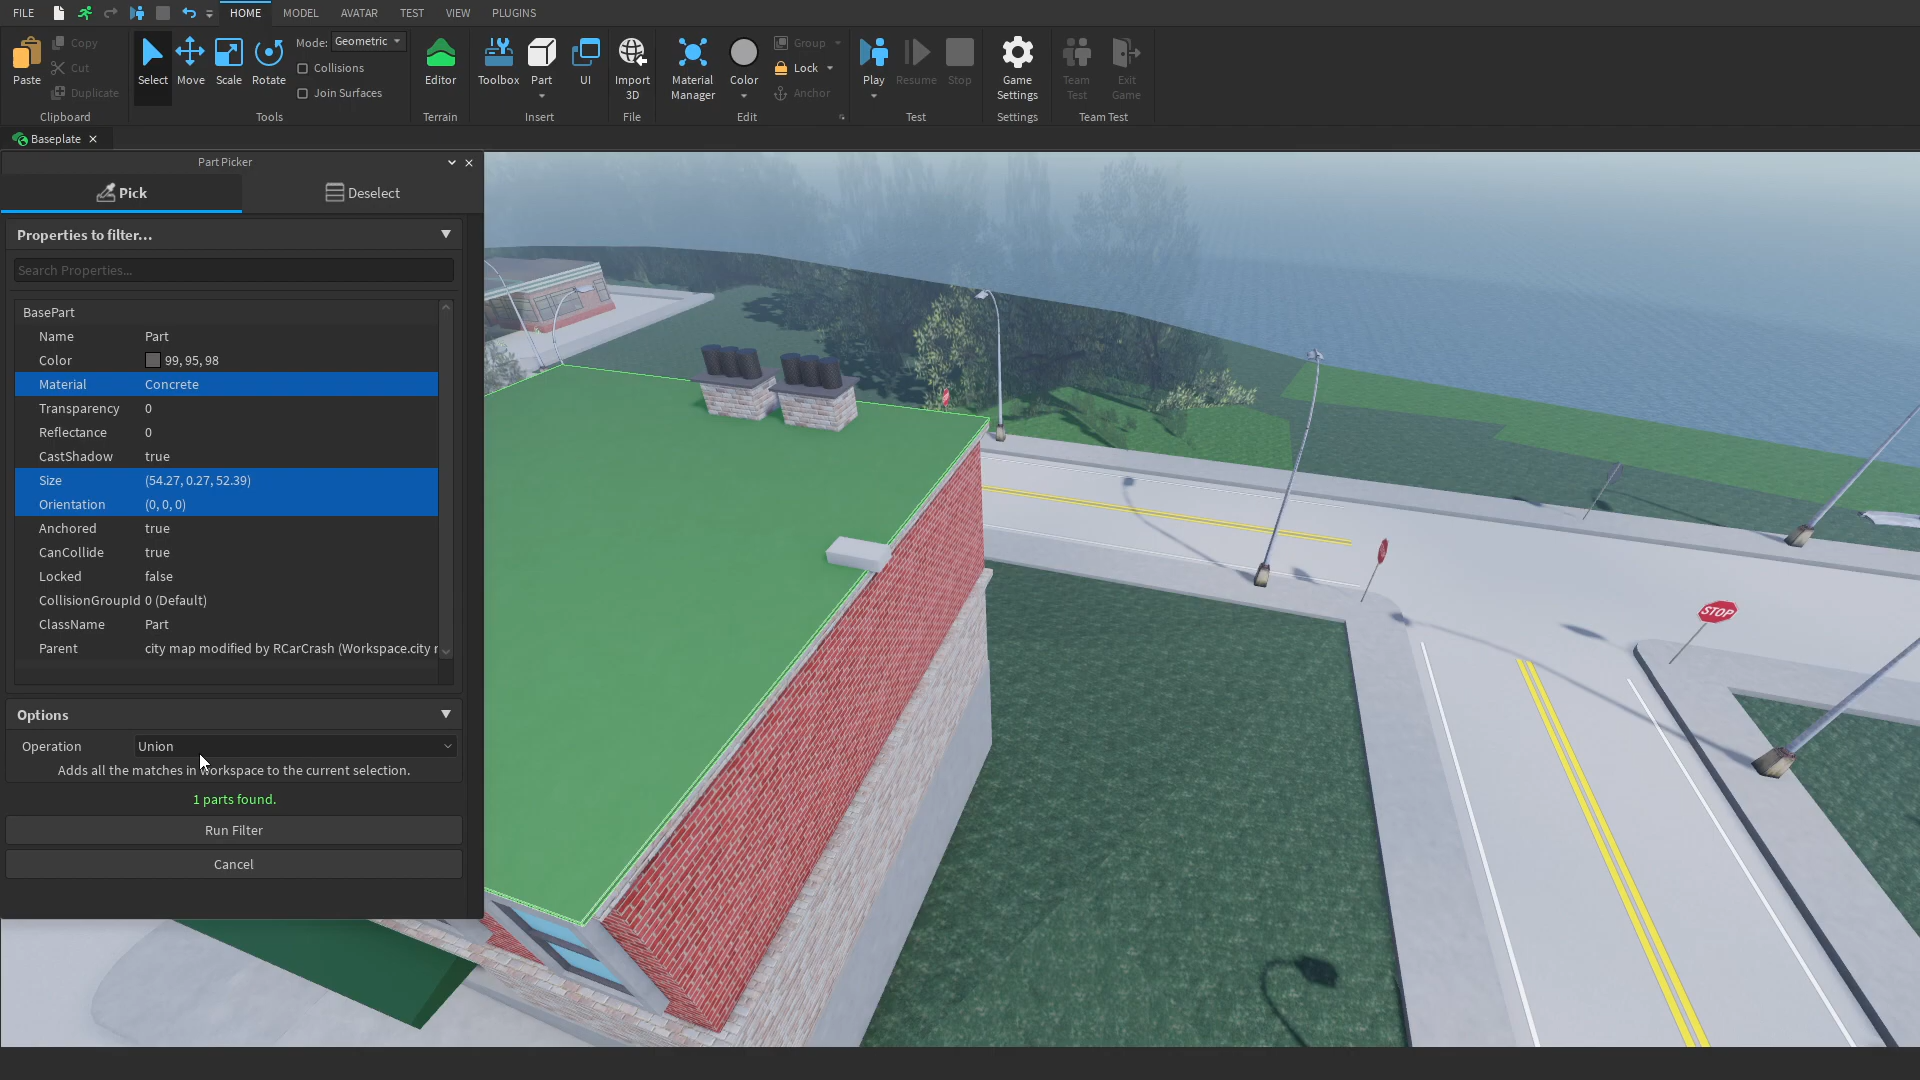 FILE HOME MODEL AVATAR TEST VIEW PLUGINS
Copy Mode: Geometric Group
Cut Collisions Lock
Paste Select Move Scale Rotate Editor Toolbox Part UI Import 3D Material Manager Color Play Resume Stop Game Settings Team Test Exit Game
Duplicate Join Surfaces Anchor
Clipboard Tools Terrain Insert File Edit Test Settings Team Test
Baseplate
Part Picker
Pick Deselect
Properties to filter...
Search Properties...
BasePart
Name Part
Color 99, 95, 98
Material Concrete
Transparency 0
Reflectance 0
CastShadow true
Size (54.27, 0.27, 52.39)
Orientation (0, 0, 0)
Anchored true
CanCollide true
Locked false
CollisionGroupId 0 (Default)
ClassName Part
Parent city map modified by RCarCrash (Workspace.city
Options
Operation Union
Adds all the matches in workspace to the current selection.
1 parts found.
Run Filter
Cancel
STOP